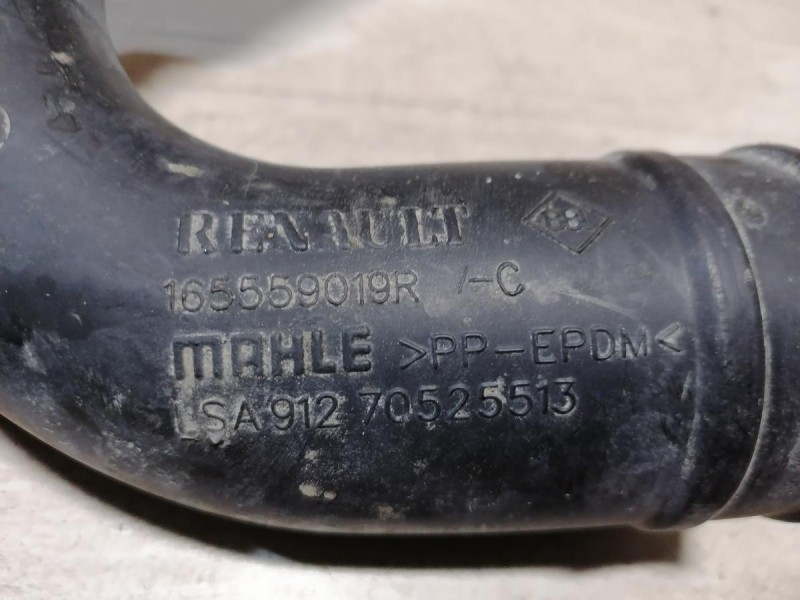 RENAULT
165559019R /-C
MAHLE >PP-EPDM<
LSA 912 70525513